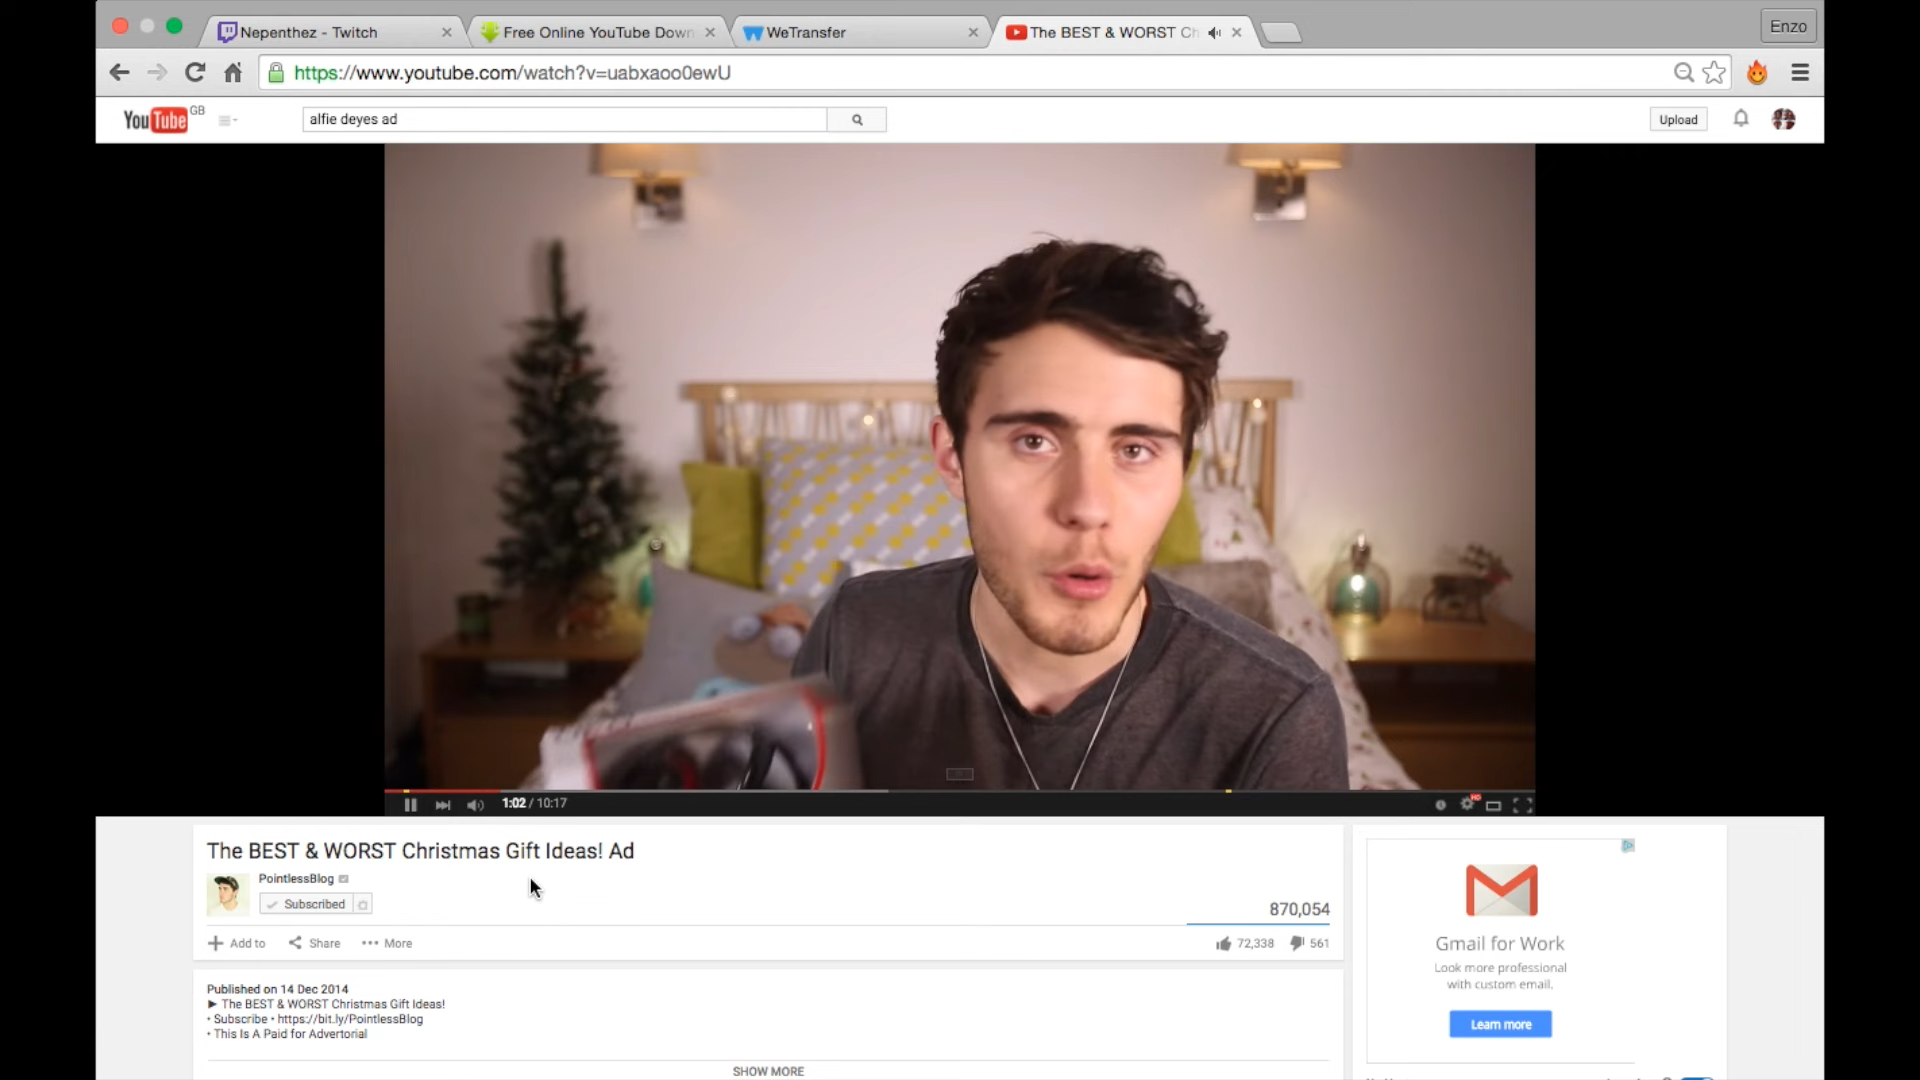 Nepenthez - Twitch
Free Online YouTube Down
WeTransfer
The BEST & WORST Ch
Enzo
https://www.youtube.com/watch?v=uabxaoo0ewU
YouTube GB
alfie deyes ad
Upload
1:02 / 10:17
HD
The BEST & WORST Christmas Gift Ideas! Ad
PointlessBlog
Subscribed
870,054
Add to
Share
More
72,338
561
Published on 14 Dec 2014
► The BEST & WORST Christmas Gift Ideas!
• Subscribe • https://bit.ly/PointlessBlog
• This Is A Paid for Advertorial
SHOW MORE
Gmail for Work
Look more professional
with custom email.
Learn more